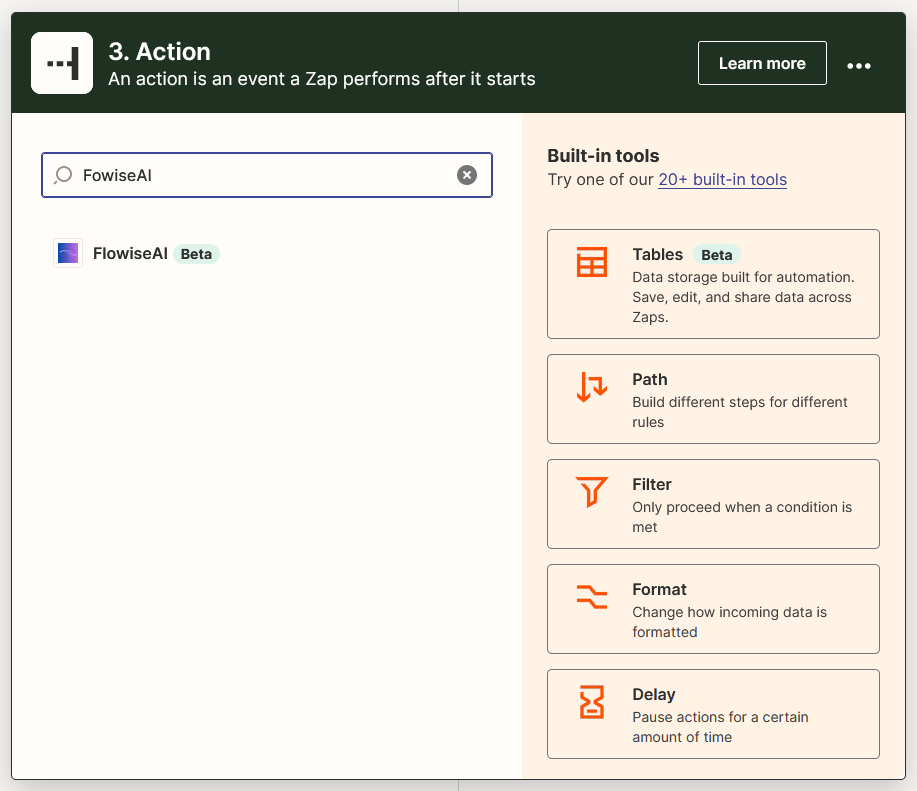 3. Action
An action is an event a Zap performs after it starts
Learn more
FowiseAI
FlowiseAI Beta
Built-in tools
Try one of our 20+ built-in tools
Tables Beta
Data storage built for automation.
Save, edit, and share data across
Zaps.
Path
Build different steps for different
rules
Filter
Only proceed when a condition is
met
Format
Change how incoming data is
formatted
Delay
Pause actions for a certain
amount of time